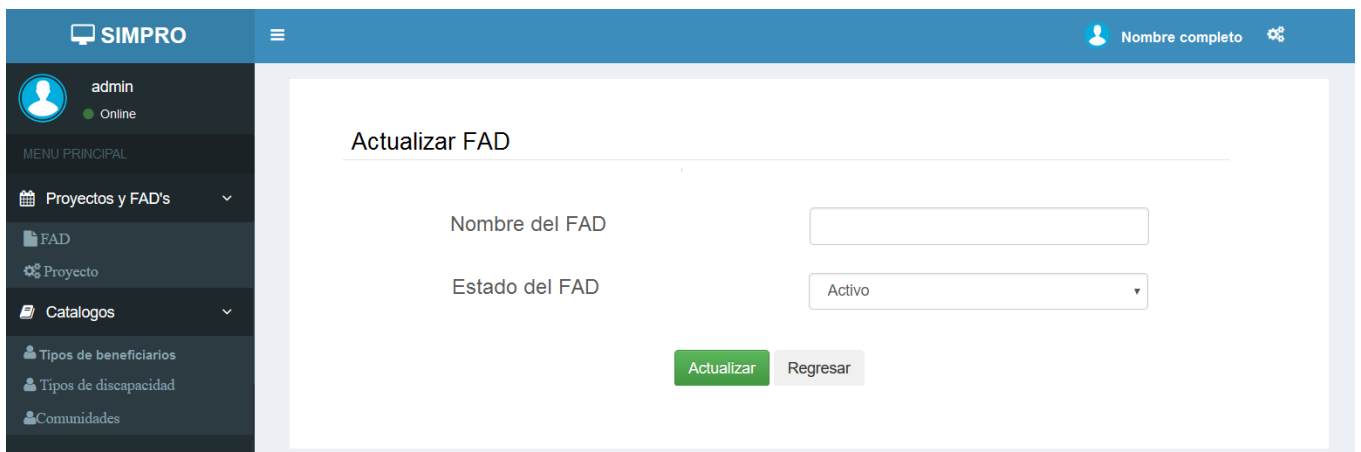 SIMPRO
Nombre completo
admin
Online
MENU PRINCIPAL
Proyectos y FAD's
FAD
Proyecto
Catalogos
Tipos de beneficiarios
Tipos de discapacidad
Comunidades
Actualizar FAD
Nombre del FAD
Estado del FAD
Activo
Actualizar
Regresar